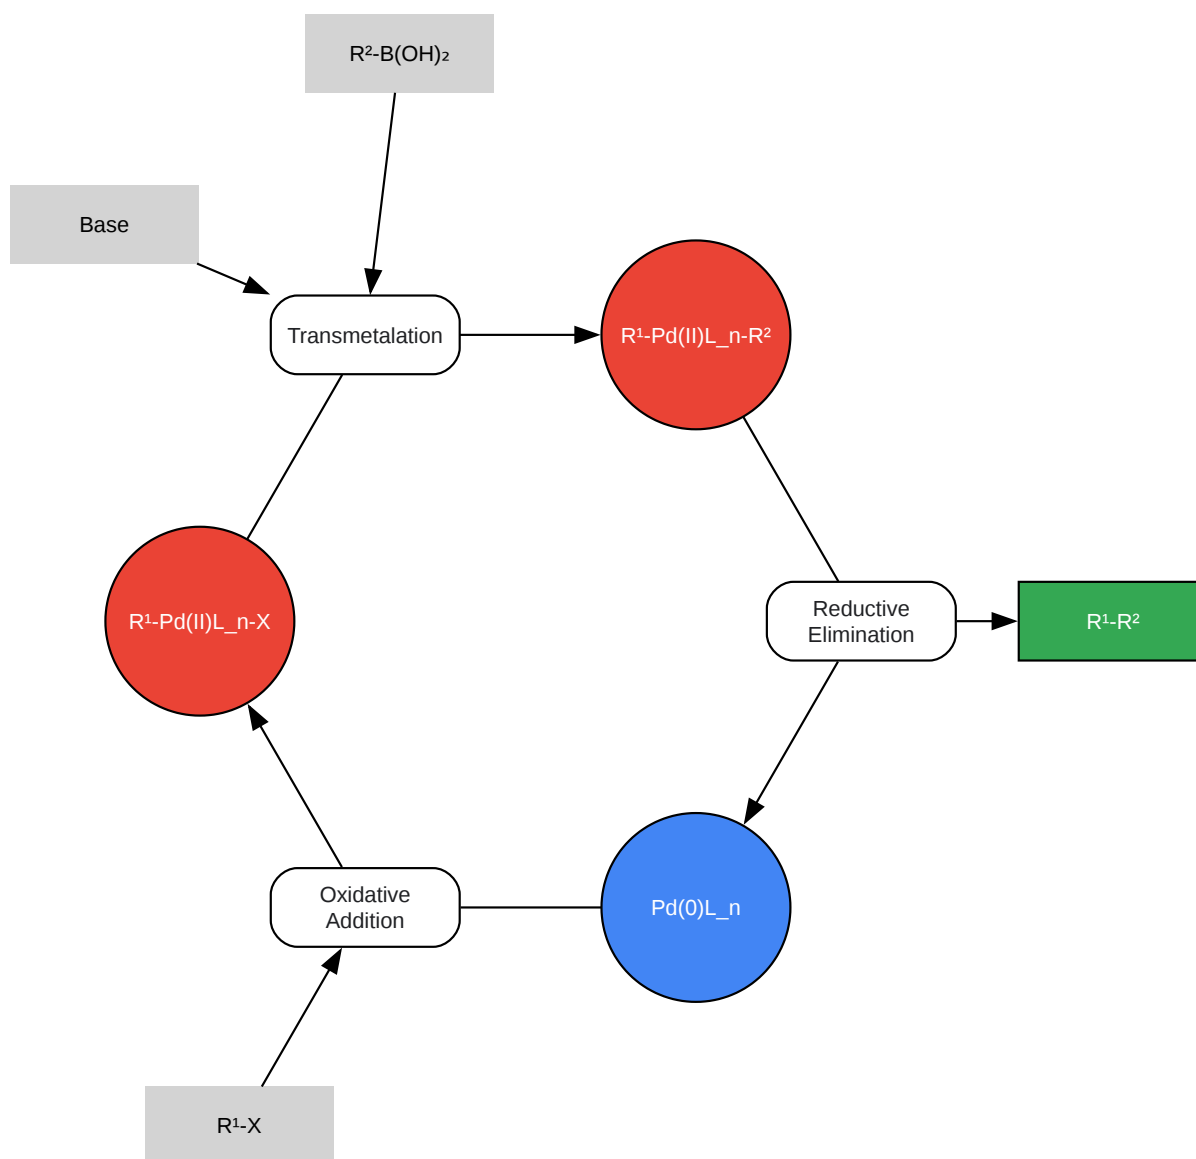 R²-B(OH)₂
Base
Transmetalation
R¹-Pd(II)L_n-R²
R¹-Pd(II)L_n-X
Reductive
Elimination
R¹-R²
Oxidative
Addition
Pd(0)L_n
R¹-X